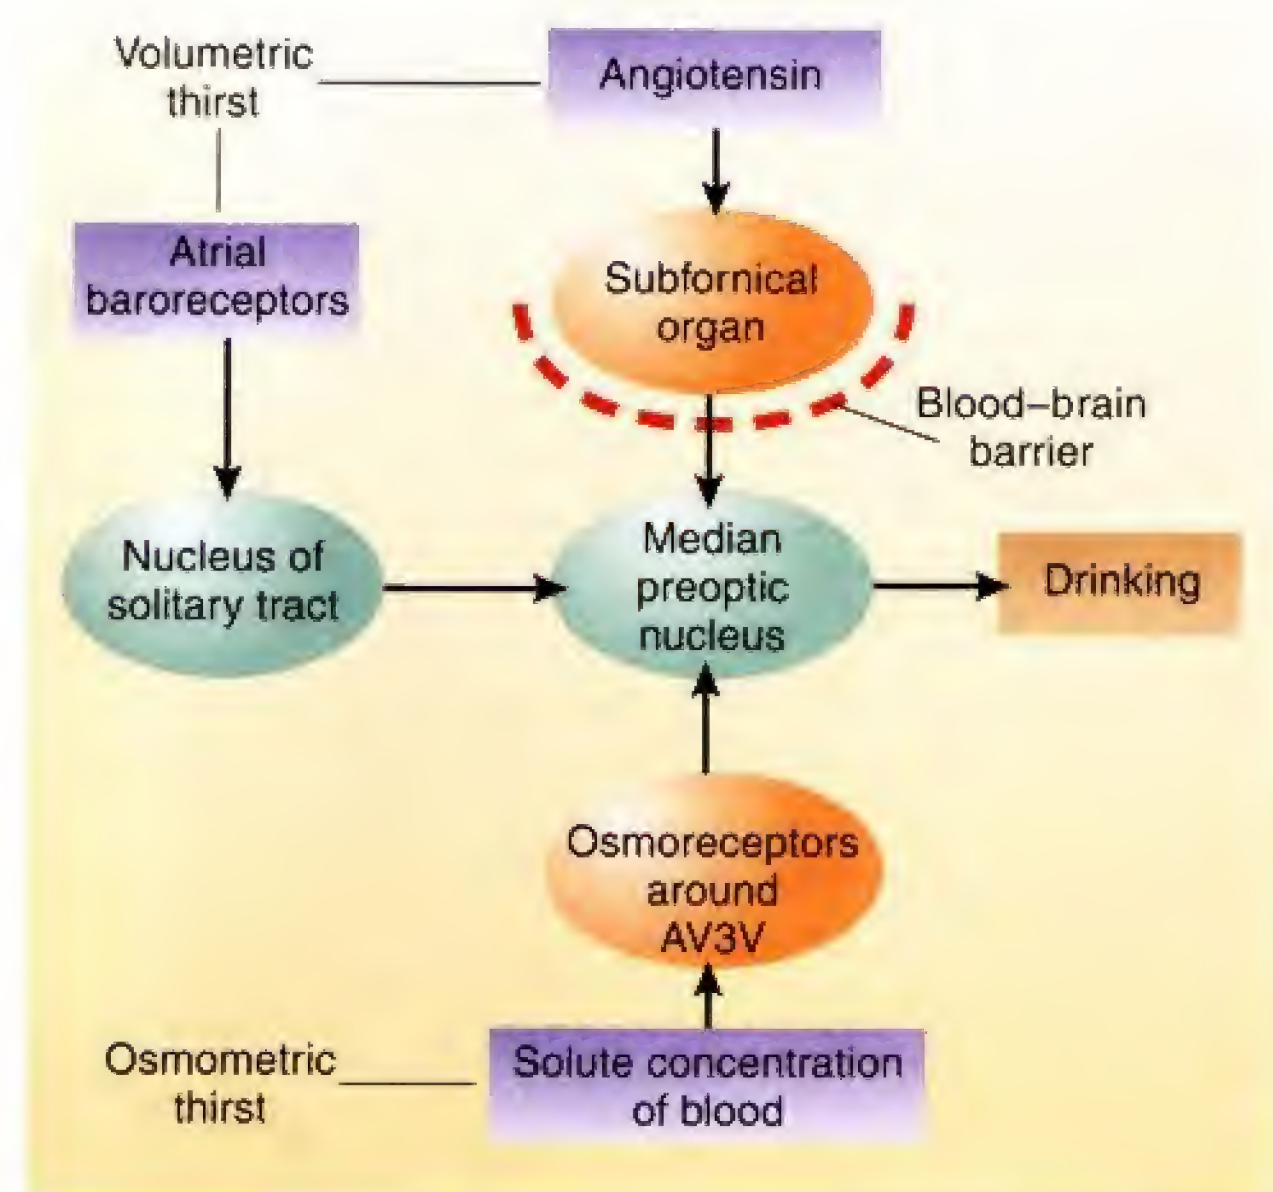 Volumetric
thirst
Angiotensin
Atrial
baroreceptors
Subfornical
organ
Blood–brain
barrier
Nucleus of
solitary tract
Median
preoptic
nucleus
Drinking
Osmoreceptors
around
AV3V
Osmometric
thirst
Solute concentration
of blood